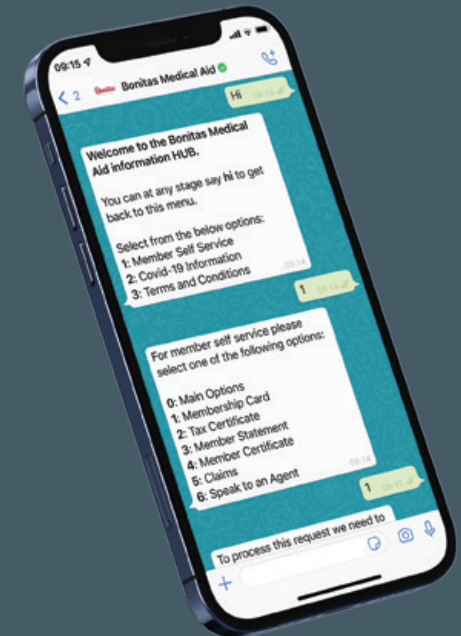 09:15
2 Bonitas Bonitas Medical Aid
Hi 09:14
Welcome to the Bonitas Medical
Aid information HUB.
You can at any stage say hi to get
back to this menu.
Select from the below options:
1: Member Self Service
2: Covid-19 Information
3: Terms and Conditions
09:14
1 09:14
For member self service please
select one of the following options:
0: Main Options
1: Membership Card
2: Tax Certificate
3: Member Statement
4: Member Certificate
5: Claims
6: Speak to an Agent
09:14
1 09:15
To process this request we need to